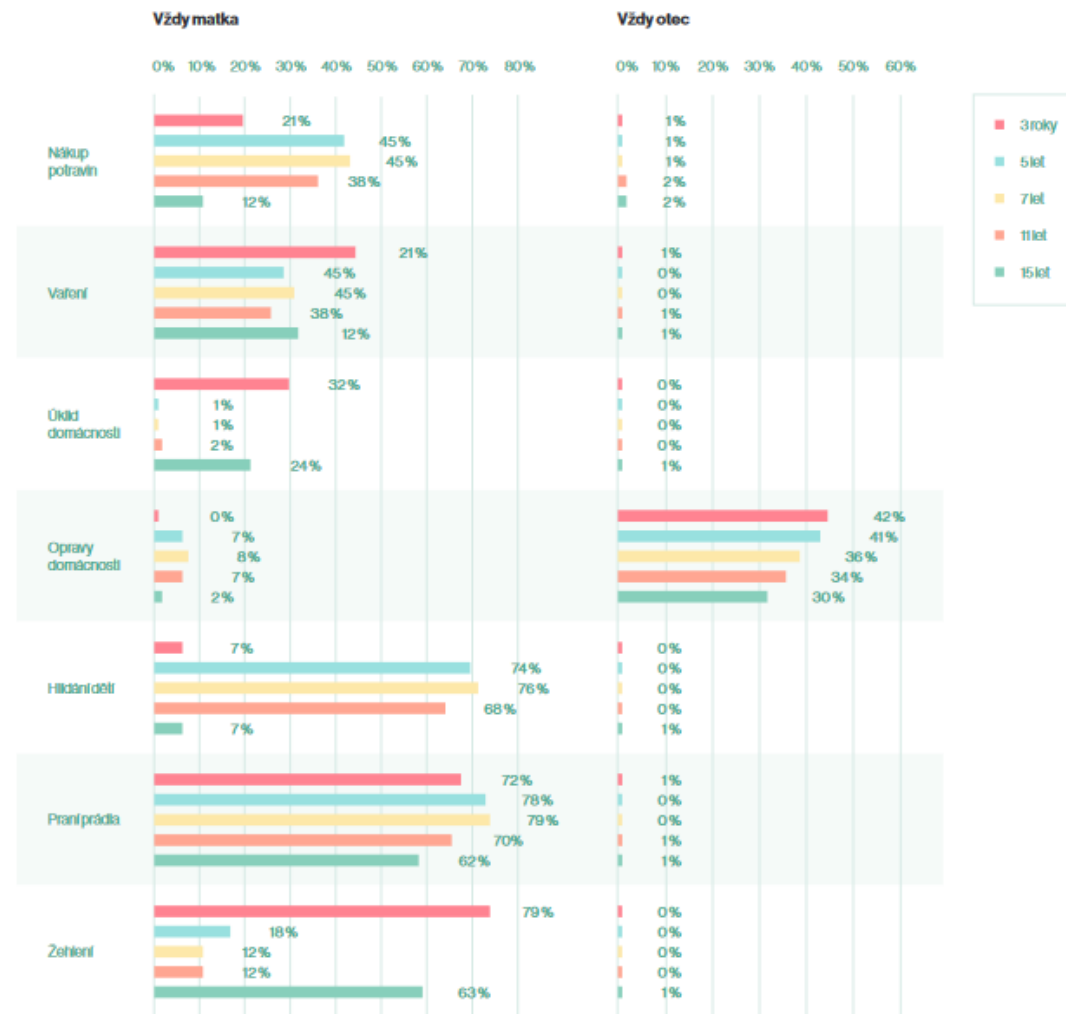 Vždy matka
Vždy otec
0% 10% 20% 30% 40% 50% 60% 70% 80%
0% 10% 20% 30% 40% 50% 60%
3 roky
5 let
7 let
11 let
15 let
Nákup
potravin
21% 1%
45% 1%
45% 1%
38% 2%
12% 2%
Vaření
21% 1%
45% 0%
45% 0%
38% 1%
12% 1%
Úklid
domácnosti
32% 0%
1% 0%
1% 0%
2% 0%
24% 1%
Opravy
domácnosti
0% 42%
7% 41%
8% 36%
7% 34%
2% 30%
Hlídání dětí
7% 0%
74% 0%
76% 0%
68% 0%
7% 1%
Praní prádla
72% 1%
78% 0%
79% 0%
70% 1%
62% 1%
Žehlení
79% 0%
18% 0%
12% 0%
12% 0%
63% 1%